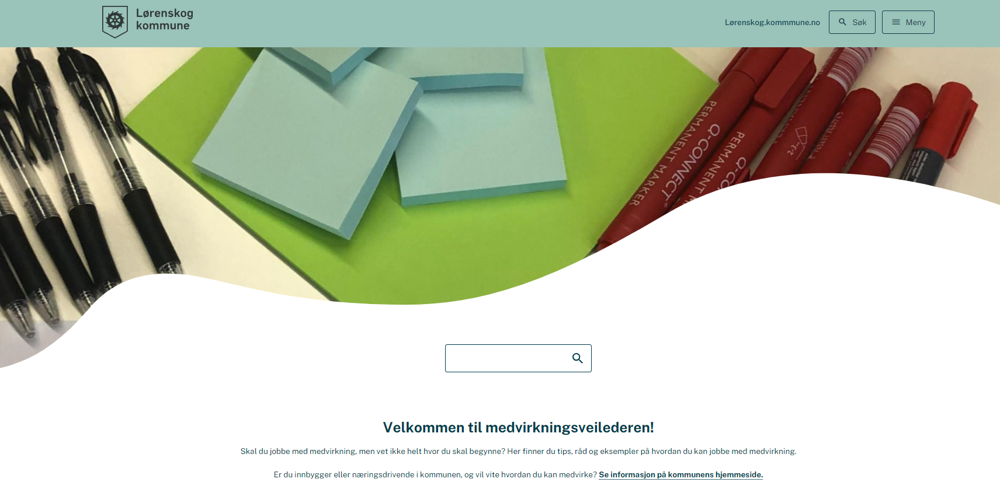 Lørenskog
kommune
Lørenskog.kommmune.no
Søk
Meny
PERMANENT MARKER
Q-CONNECT
PERMANENT M
Q-CO
2-3
Velkommen til medvirkningsveilederen!
Skal du jobbe med medvirkning, men vet ikke helt hvor du skal begynne? Her finner du tips, råd og eksempler på hvordan du kan jobbe med medvirkning.
Er du innbygger eller næringsdrivende i kommunen, og vil vite hvordan du kan medvirke? Se informasjon på kommunens hjemmeside.